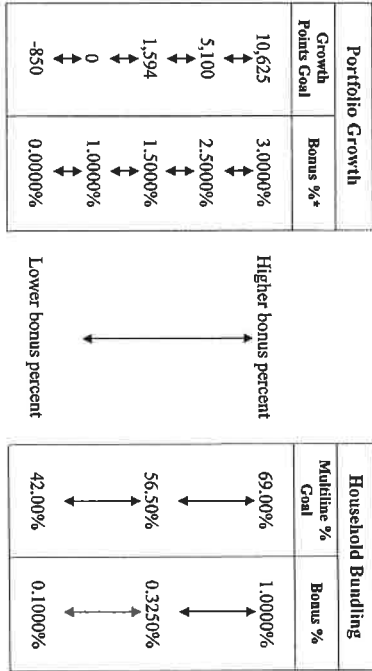 Portfolio Growth
Growth Points Goal Bonus %*
10,625 3.0000%
5,100 2.5000%
1,594 1.5000%
0 1.0000%
-850 0.0000%
Higher bonus percent
Lower bonus percent
Household Bundling
Multiline % Goal Bonus %
69.00% 1.0000%
56.50% 0.3250%
42.00% 0.1000%